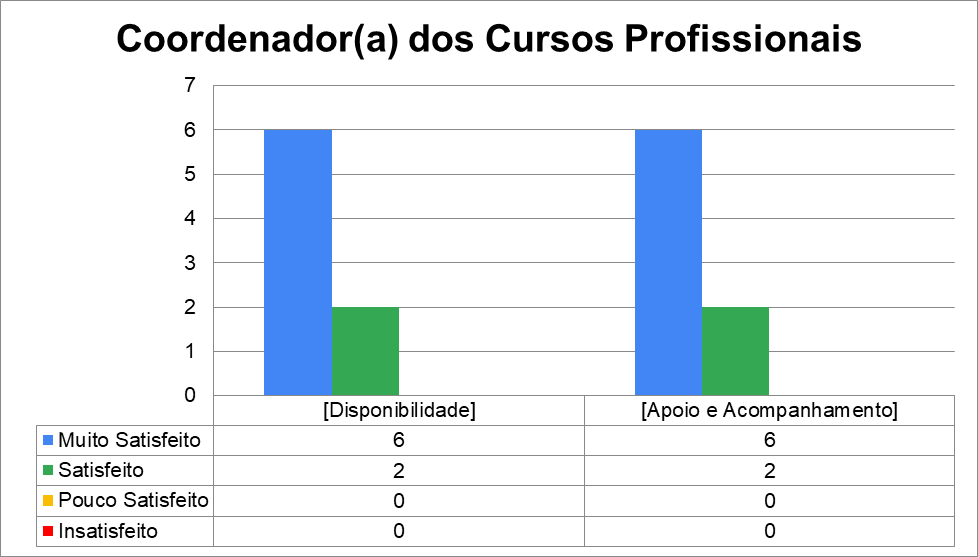 Coordenador(a) dos Cursos Profissionais
7
6
5
4
3
2
1
0
[Disponibilidade] [Apoio e Acompanhamento]
Muito Satisfeito 6 6
Satisfeito 2 2
Pouco Satisfeito 0 0
Insatisfeito 0 0